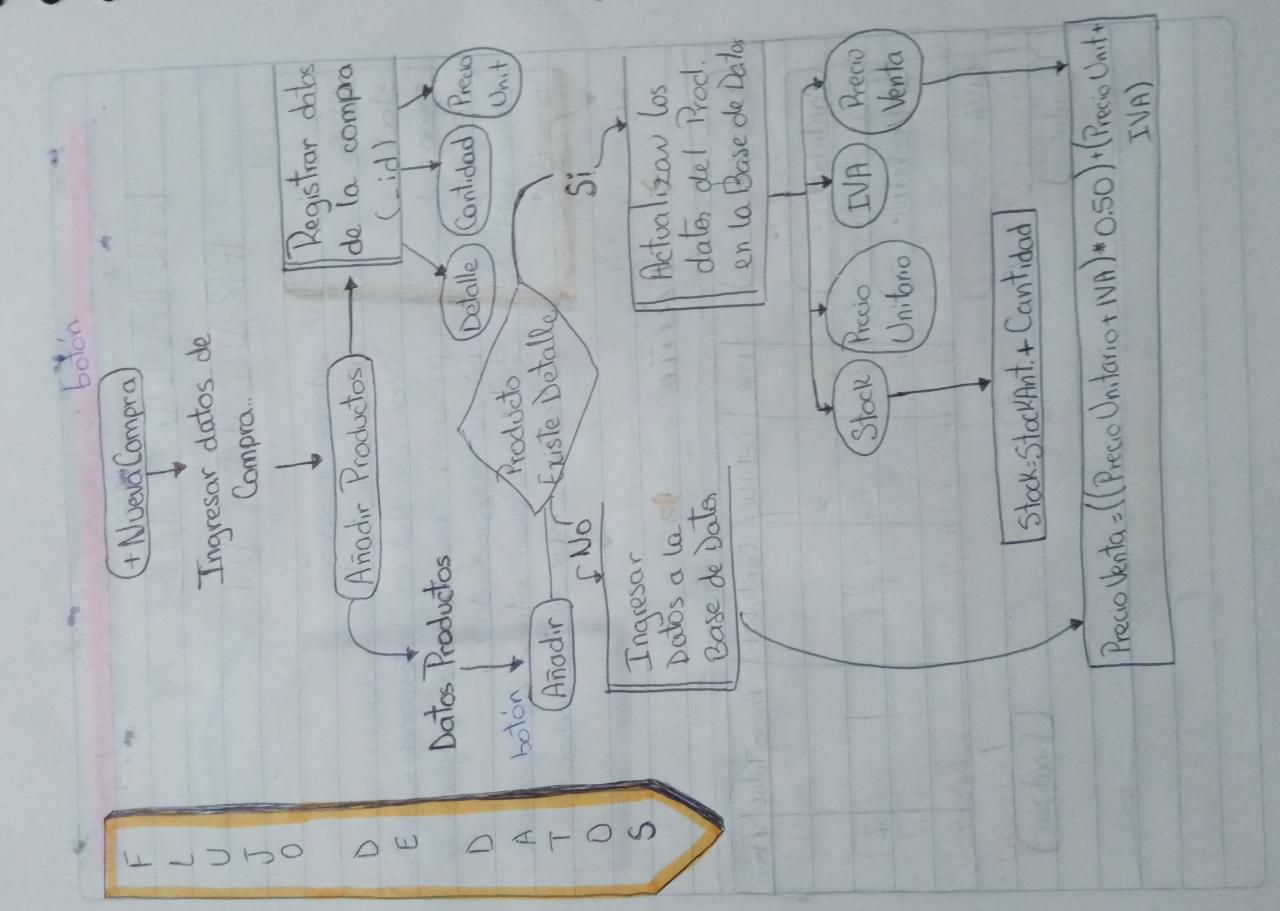 FLUJO DE DATOS
botón
+ Nueva Compra
Ingresar datos de
Compra..
Añadir Productos
Registrar datos
de la compra
(_id)
Detalle
Cantidad
Precio
Unit
Datos Productos
botón
Añadir
Producto
Existe Detalle
No
Si
Ingresar
Datos a la
Base de Datos
Actualizar los
datos del Prod.
en la Base de Datos
Stock
Precio
Unitario
IVA
Precio
Venta
Stock=StockAnt.+Cantidad
Precio Venta=((Precio Unitario+IVA)*0.50)+(Precio Unit+
IVA)